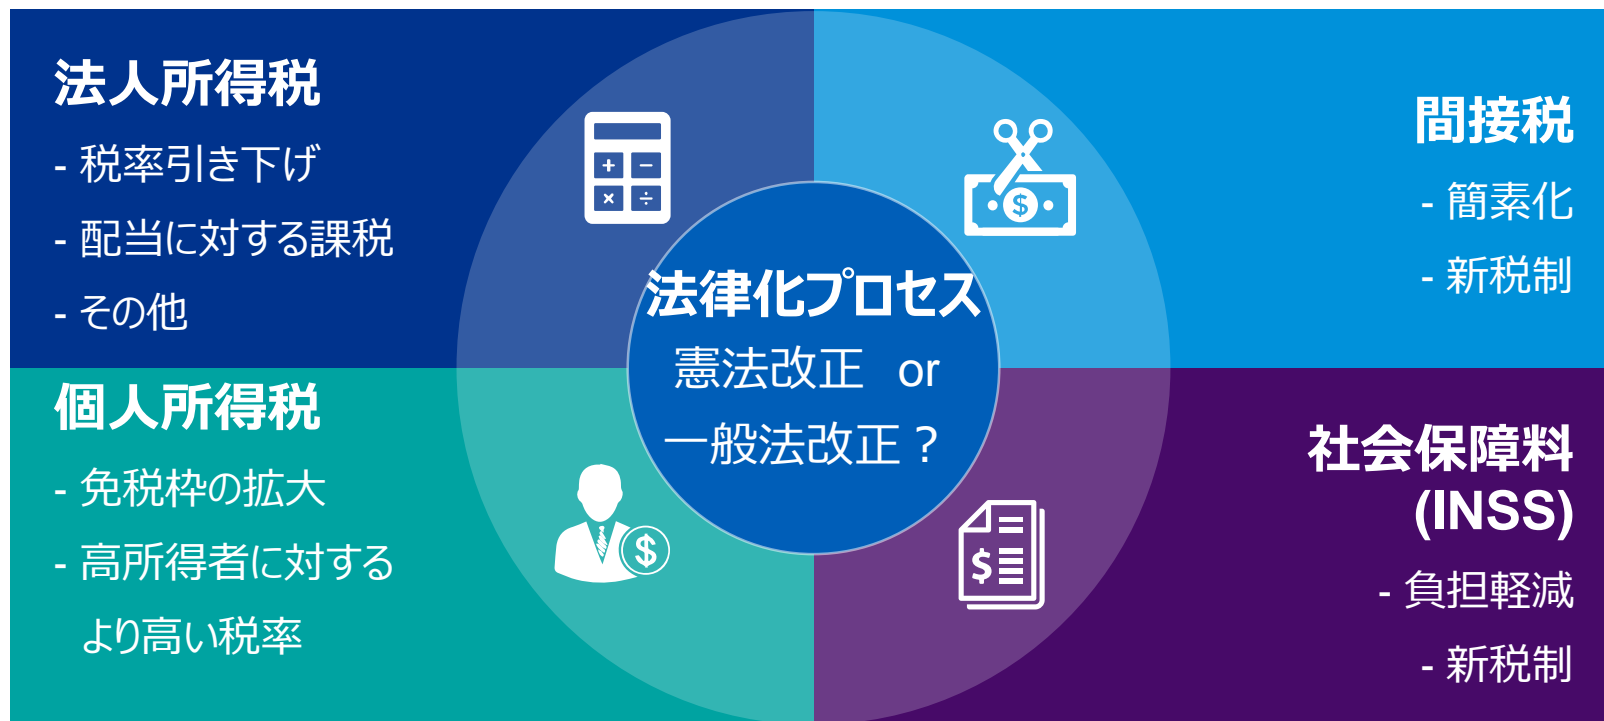 法人所得税
- 税率引き下げ
- 配当に対する課税
- その他
間接税
- 簡素化
- 新税制
法律化プロセス
憲法改正 or
一般法改正？
個人所得税
- 免税枠の拡大
- 高所得者に対する
より高い税率
社会保障料
(INSS)
- 負担軽減
- 新税制